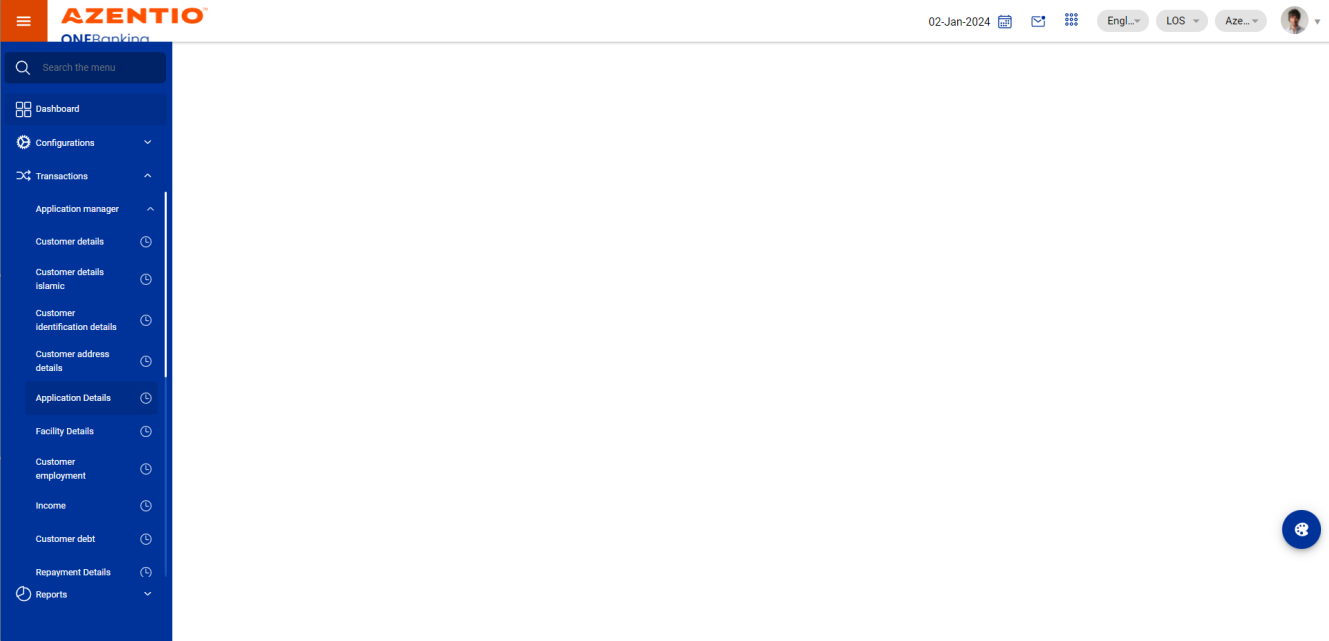 AZENTIO™
ONEBanking
02-Jan-2024
Engl...
LOS
Aze...
Search the menu
Dashboard
Configurations
Transactions
Application manager
Customer details
Customer details
islamic
Customer
identification details
Customer address
details
Application Details
Facility Details
Customer
employment
Income
Customer debt
Repayment Details
Reports